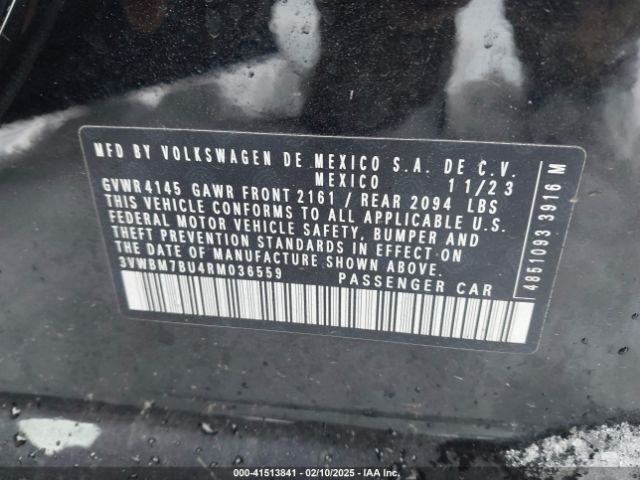 MFD BY VOLKSWAGEN DE MEXICO S.A. DE C.V.
MEXICO 11/23
GVWR 4145 GAWR FRONT 2161 / REAR 2094 LBS
THIS VEHICLE CONFORMS TO ALL APPLICABLE U.S.
FEDERAL MOTOR VEHICLE SAFETY, BUMPER AND
THEFT PREVENTION STANDARDS IN EFFECT ON
THE DATE OF MANUFACTURE SHOWN ABOVE.
3VWBM7BU4RM036559 PASSENGER CAR
4851093 3916 M
000-41513841 - 02/10/2025 - IAA Inc.